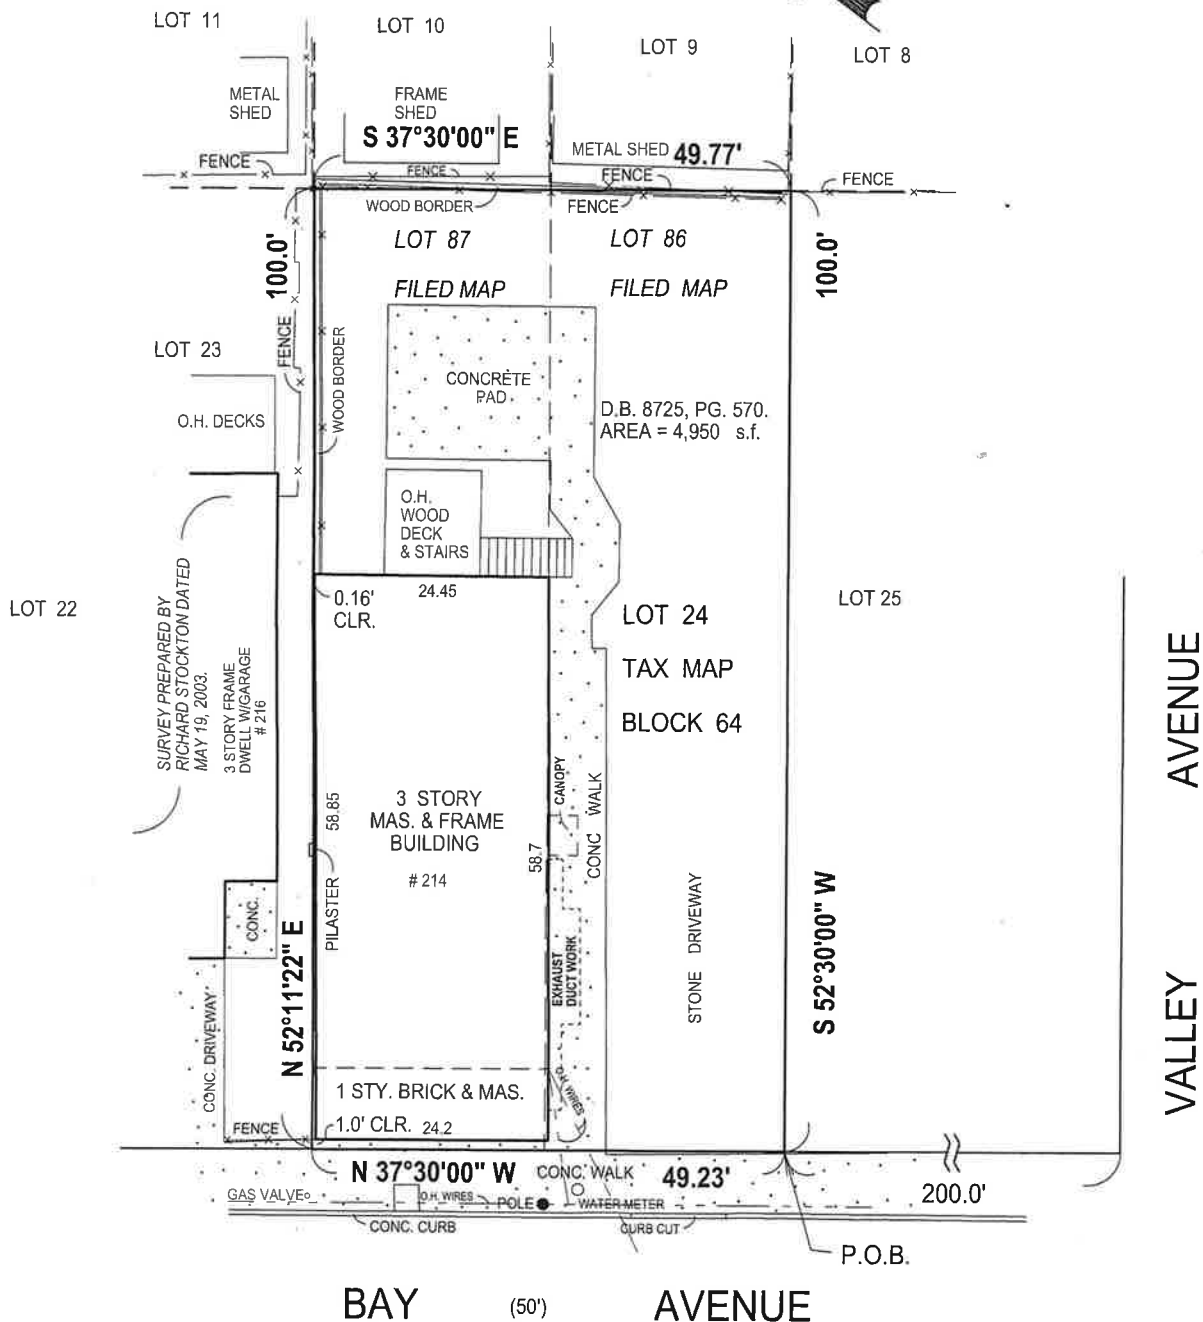 LOT 11
LOT 10
LOT 9
LOT 8
METAL
SHED
FRAME
SHED
S 37°30'00" E
METAL SHED
49.77'
FENCE
FENCE
FENCE
FENCE
WOOD BORDER
FENCE
LOT 87
LOT 86
100.0'
100.0'
FILED MAP
FILED MAP
FENCE
LOT 23
WOOD BORDER
CONCRETE
PAD
O.H. DECKS
D.B. 8725, PG. 570.
AREA = 4,950 s.f.
O.H.
WOOD
DECK
& STAIRS
24.45
0.16'
CLR.
LOT 22
LOT 25
LOT 24
TAX MAP
BLOCK 64
SURVEY PREPARED BY
RICHARD STOCKTON DATED
MAY 19, 2003.
3 STORY FRAME
DWELL W/GARAGE
# 216
58.85
3 STORY
MAS. & FRAME
BUILDING
# 214
58.7
CANOPY
CONC WALK
PILASTER
CONC.
EXHAUST
DUCT WORK
STONE DRIVEWAY
N 52°11'22" E
S 52°30'00" W
CONC. DRIVEWAY
1 STY. BRICK & MAS.
O.H. WIRES
FENCE
1.0' CLR.
24.2
N 37°30'00" W
CONC. WALK
49.23'
200.0'
GAS VALVE
O.H. WIRES
POLE
WATER METER
CONC. CURB
CURB CUT
P.O.B.
BAY (50') AVENUE
VALLEY AVENUE